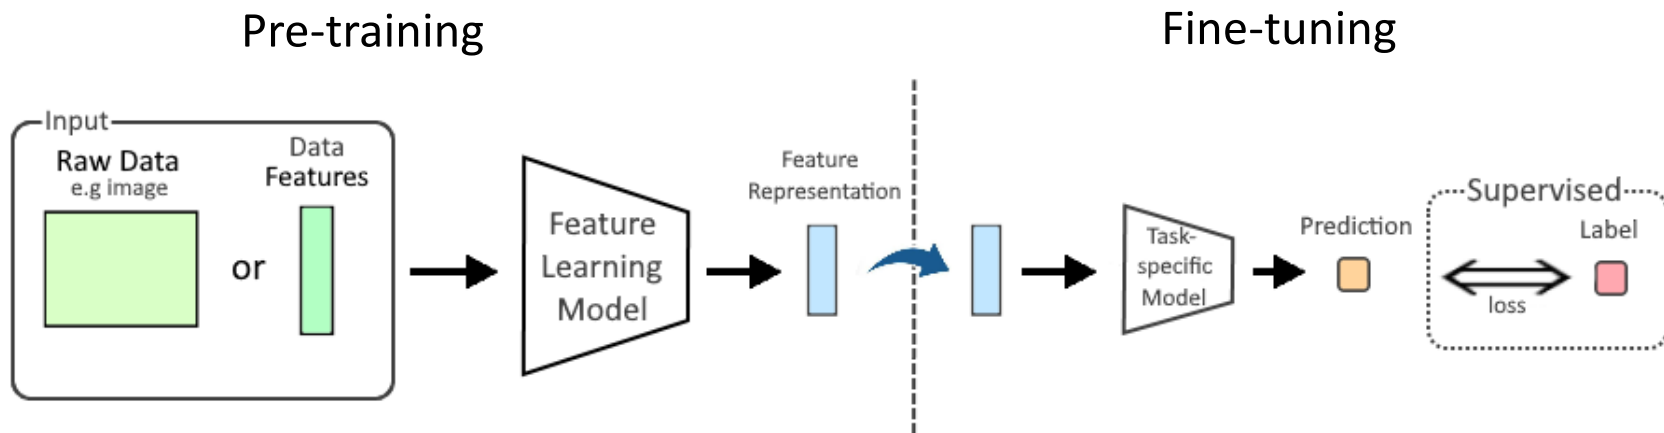 Pre-training
Fine-tuning
Input
Raw Data
e.g image
or
Data
Features
Feature
Learning
Model
Feature
Representation
Task-
specific
Model
Prediction
Supervised
Label
loss